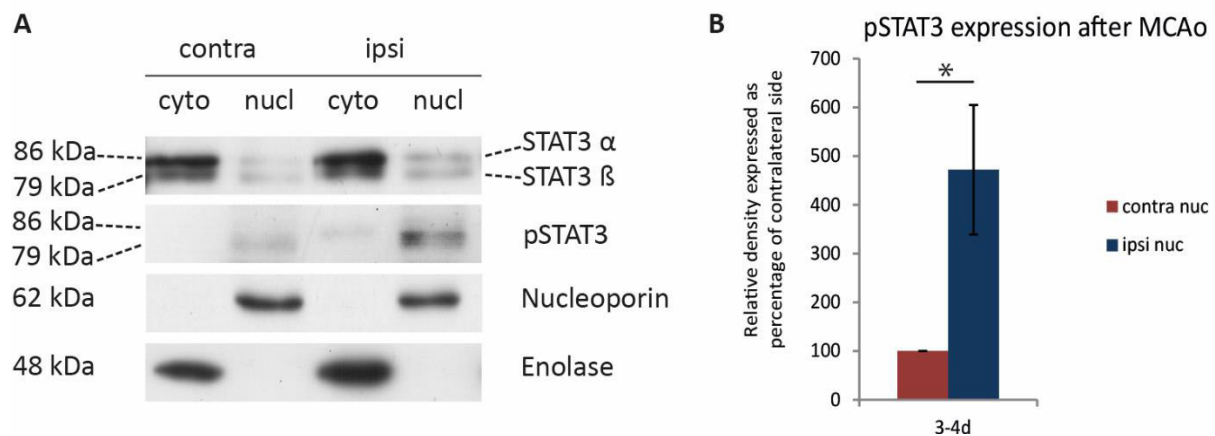 A
contra ipsi
cyto nucl cyto nucl
86 kDa
79 kDa
STAT3 α
STAT3 ß
86 kDa
79 kDa
pSTAT3
62 kDa
Nucleoporin
48 kDa
Enolase
B
pSTAT3 expression after MCAo
Relative density expressed as
percentage of contralateral side
700
600
500
400
300
200
100
0
*
3-4d
contra nuc
ipsi nuc